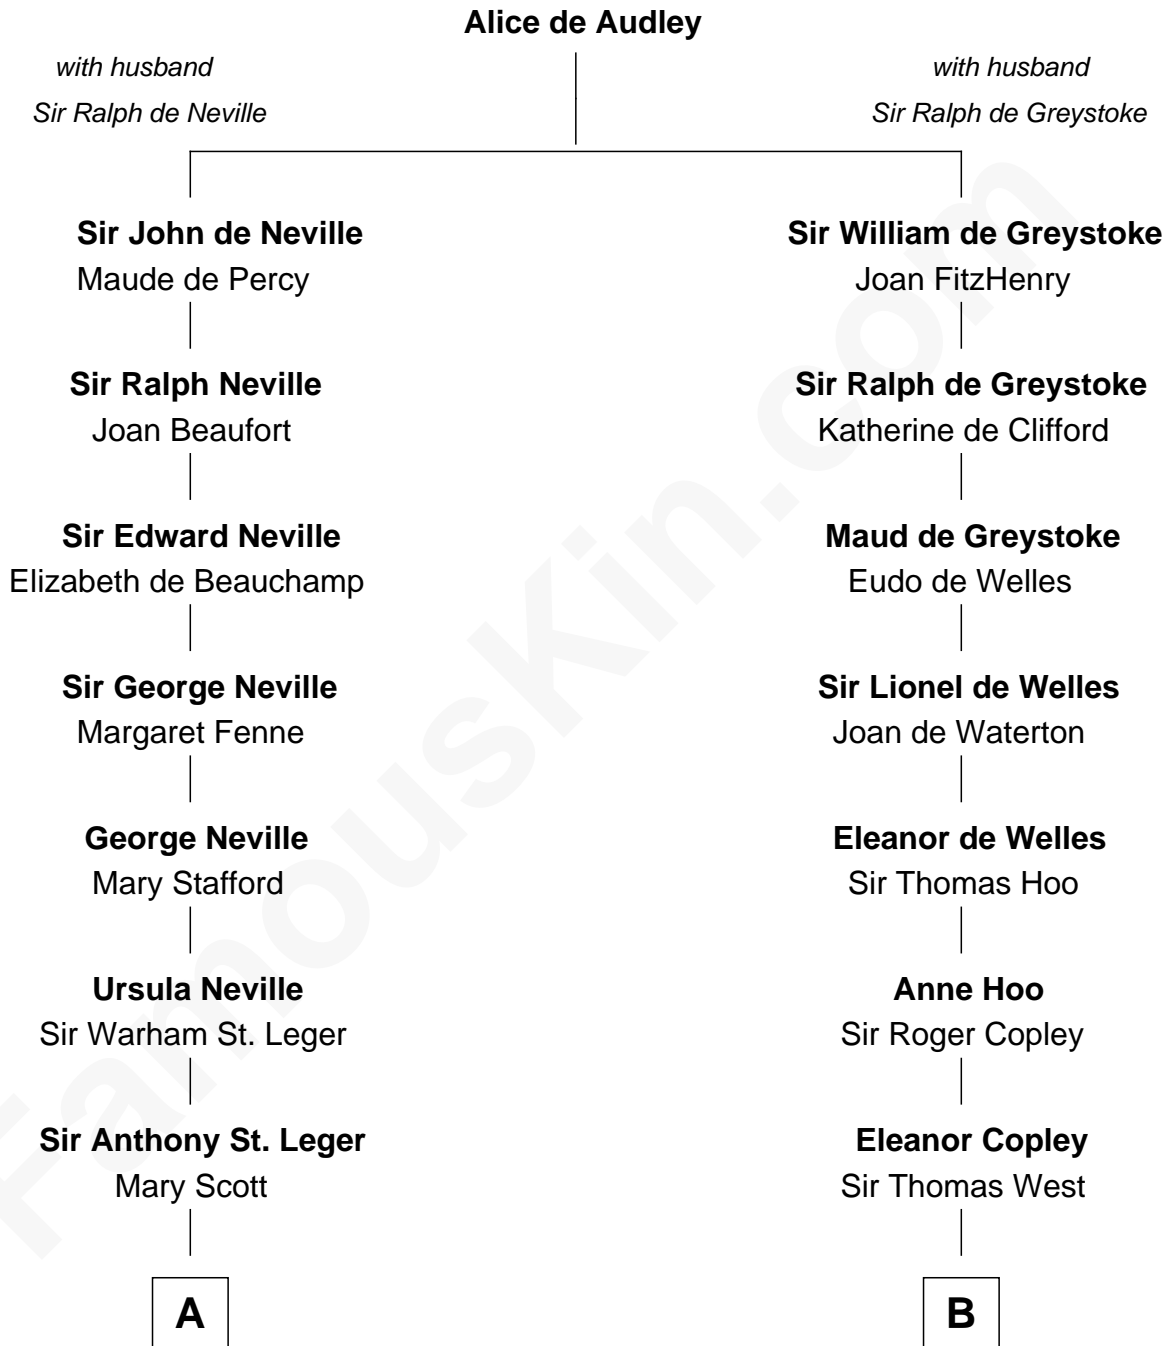 Alice de Audley
with husband
Sir Ralph de Neville
with husband
Sir Ralph de Greystoke
Sir John de Neville
Maude de Percy
Sir William de Greystoke
Joan FitzHenry
Sir Ralph Neville
Joan Beaufort
Sir Ralph de Greystoke
Katherine de Clifford
Sir Edward Neville
Elizabeth de Beauchamp
Maud de Greystoke
Eudo de Welles
Sir George Neville
Margaret Fenne
Sir Lionel de Welles
Joan de Waterton
George Neville
Mary Stafford
Eleanor de Welles
Sir Thomas Hoo
Ursula Neville
Sir Warham St. Leger
Anne Hoo
Sir Roger Copley
Sir Anthony St. Leger
Mary Scott
Eleanor Copley
Sir Thomas West
A
B
FamousKin.com